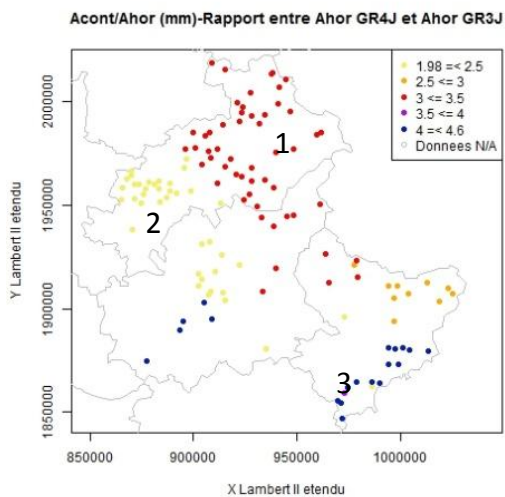 Acont/Ahor (mm)-Rapport entre Ahor GR4J et Ahor GR3J
1.98 =< 2.5
2.5 =< 3
3 <= 3.5
3.5 <= 4
4 =< 4.6
Donnees N/A
1
2
3
Y Lambert II etendu
2000000
1950000
1900000
1850000
850000
900000
950000
1000000
X Lambert II etendu